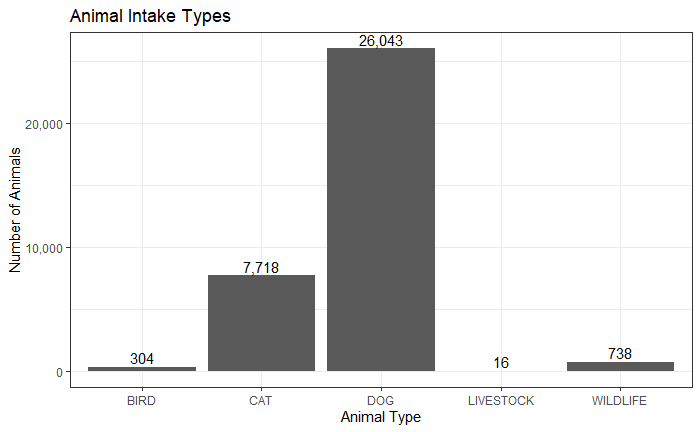 Animal Intake Types
26,043
20,000
Number of Animals
10,000
7,718
738
304
16
0
BIRD CAT DOG LIVESTOCK WILDLIFE
Animal Type